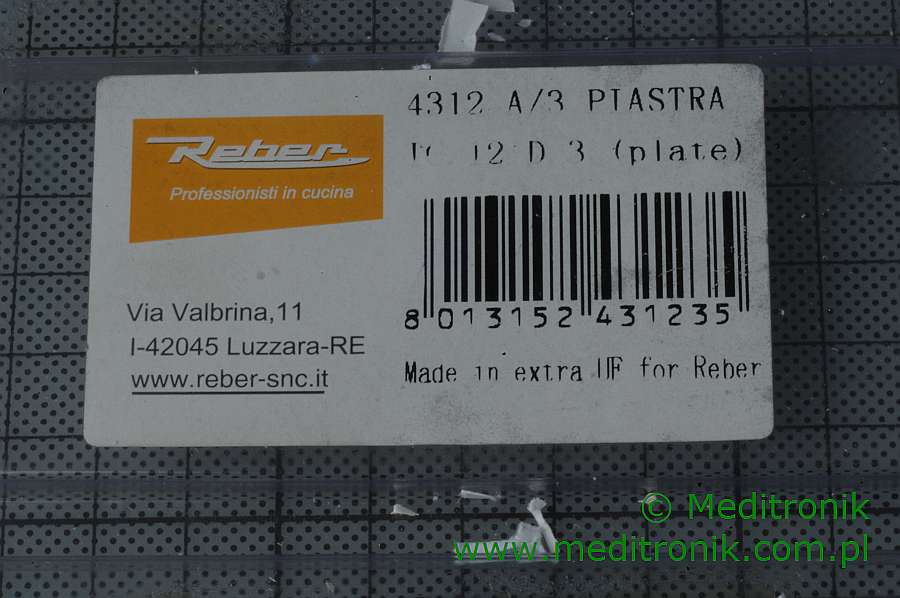 Reber
Professionisti in cucina
4312 A/3 PIASTRA
12 D 3 (plate)
8 013152 431235
Made in extra UE for Reber
Via Valbrina,11
I-42045 Luzzara-RE
www.reber-snc.it
© Meditronik
www.meditronik.com.pl